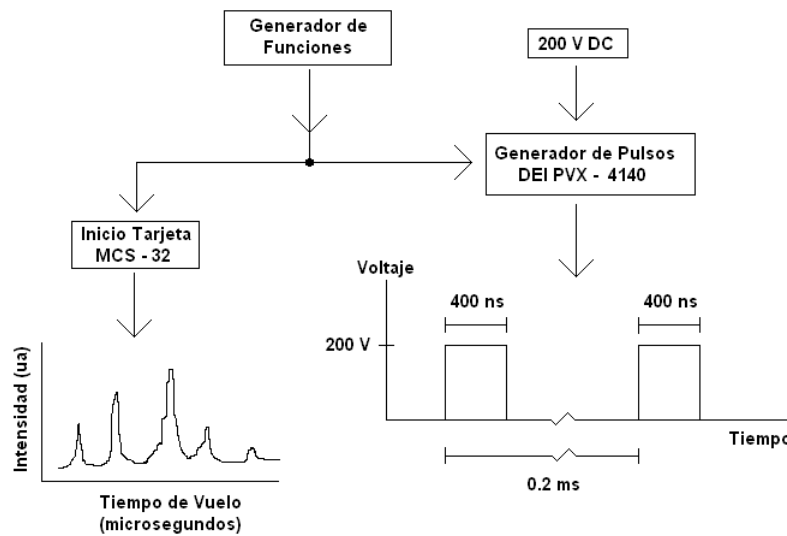 Generador de
Funciones
200 V DC
Generador de Pulsos
DEI PVX - 4140
Inicio Tarjeta
MCS - 32
Voltaje
400 ns
400 ns
200 V
Tiempo
0.2 ms
Intensidad (ua)
Tiempo de Vuelo
(microsegundos)